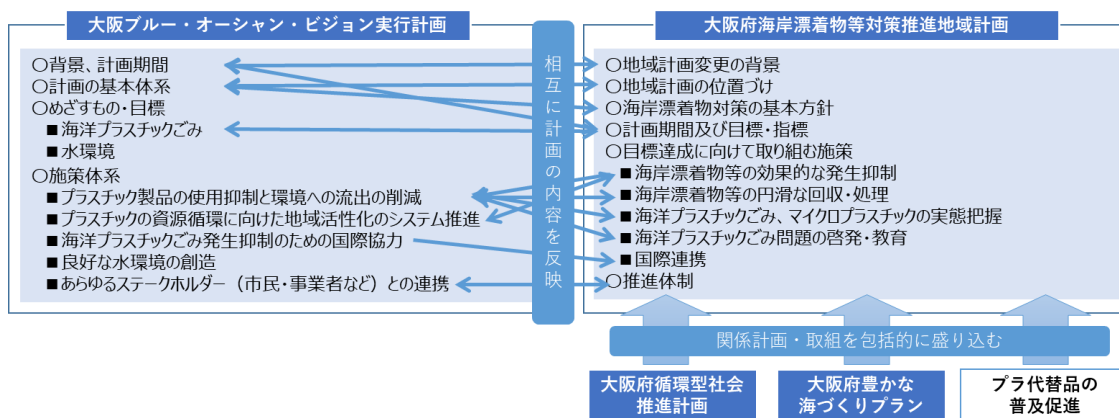 大阪ブルー・オーシャン・ビジョン実行計画
〇背景、計画期間
〇計画の基本体系
〇めざすもの・目標
■海洋プラスチックごみ
■水環境
〇施策体系
■プラスチック製品の使用抑制と環境への流出の削減
■プラスチックの資源循環に向けた地域活性化のシステム推進
■海洋プラスチックごみ発生抑制のための国際協力
■良好な水環境の創造
■あらゆるステークホルダー（市民・事業者など）との連携
相互に計画の内容を反映
大阪府海岸漂着物等対策推進地域計画
〇地域計画変更の背景
〇地域計画の位置づけ
〇海岸漂着物対策の基本方針
〇計画期間及び目標・指標
〇目標達成に向けて取り組む施策
■海岸漂着物等の効果的な発生抑制
■海岸漂着物等の円滑な回収・処理
■海洋プラスチックごみ、マイクロプラスチックの実態把握
■海洋プラスチックごみ問題の啓発・教育
■国際連携
〇推進体制
関係計画・取組を包括的に盛り込む
大阪府循環型社会
推進計画
大阪府豊かな
海づくりプラン
プラ代替品の
普及促進